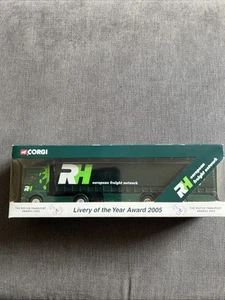 CORGI
RH
european freight network
RH
european
freight network
Livery of the Year Award 2005